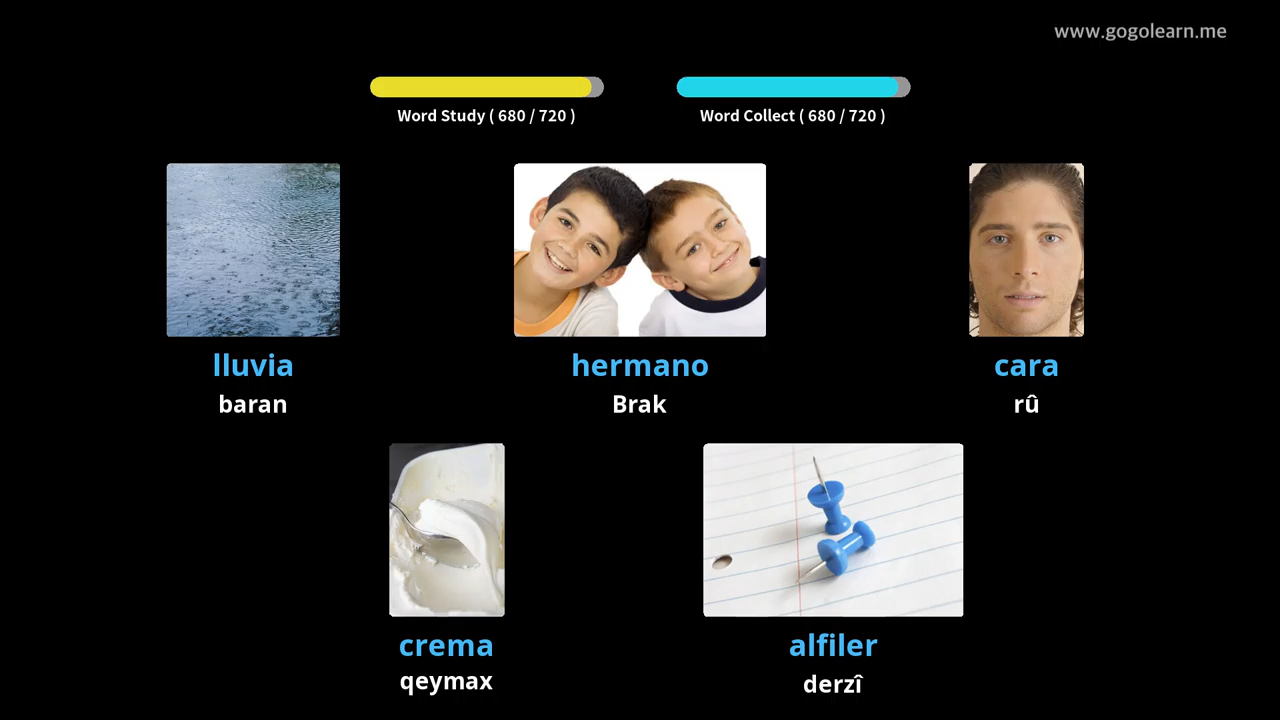 www.gogolearn.me
Word Study ( 680 / 720 )
Word Collect ( 680 / 720 )
lluvia
baran
hermano
Brak
cara
rû
crema
qeymax
alfiler
derzî